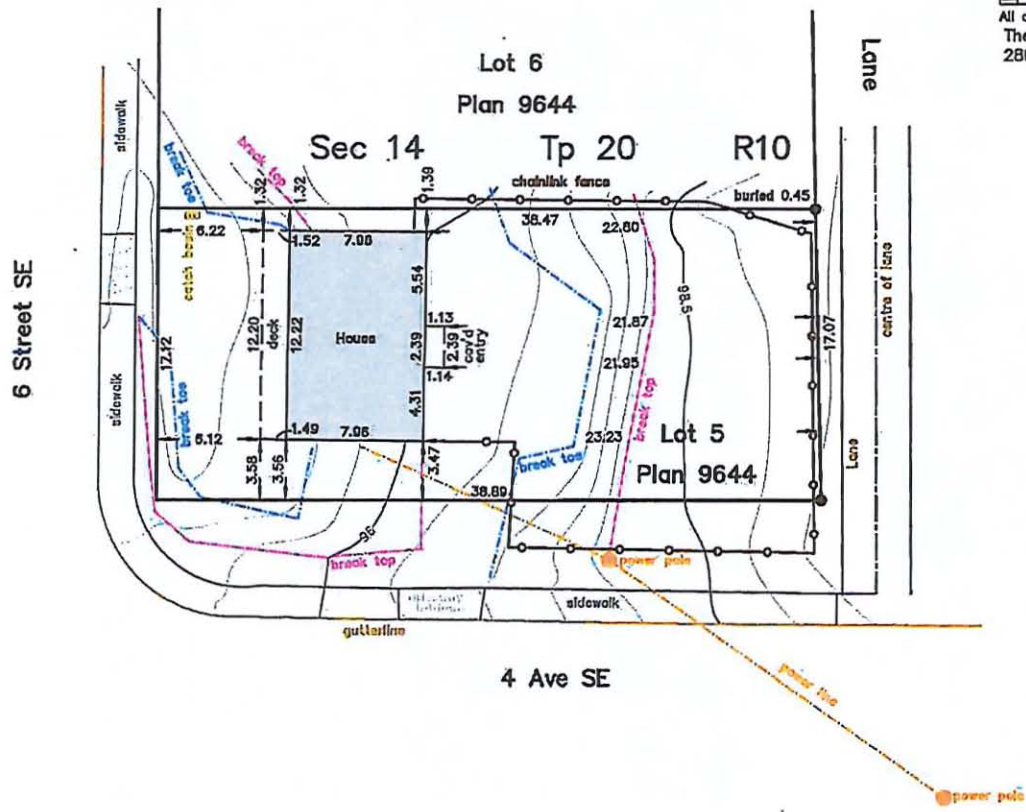 All
The
28
Lane
Lot 6
Plan 9644
Sec 14
Tp 20
R10
sidewalk
break toe
break top
1.32
1.32
1.39
chainlink fence
buried 0.45
38.47
22.80
catch basin
6.22
1.52
7.96
5.54
98.5
centre of lane
6 Street SE
17.12
12.20
deck
12.22
House
1.13
2.39
2.39
cov'd
entry
1.14
21.87
21.95
17.07
break toe
sidewalk
4.31
break top
6.12
1.49
7.96
23.23
Lot 5
Plan 9644
Lane
3.58
3.56
3.47
38.89
break toe
96
break top
power pole
sidewalk
gutterline
4 Ave SE
power line
power pole